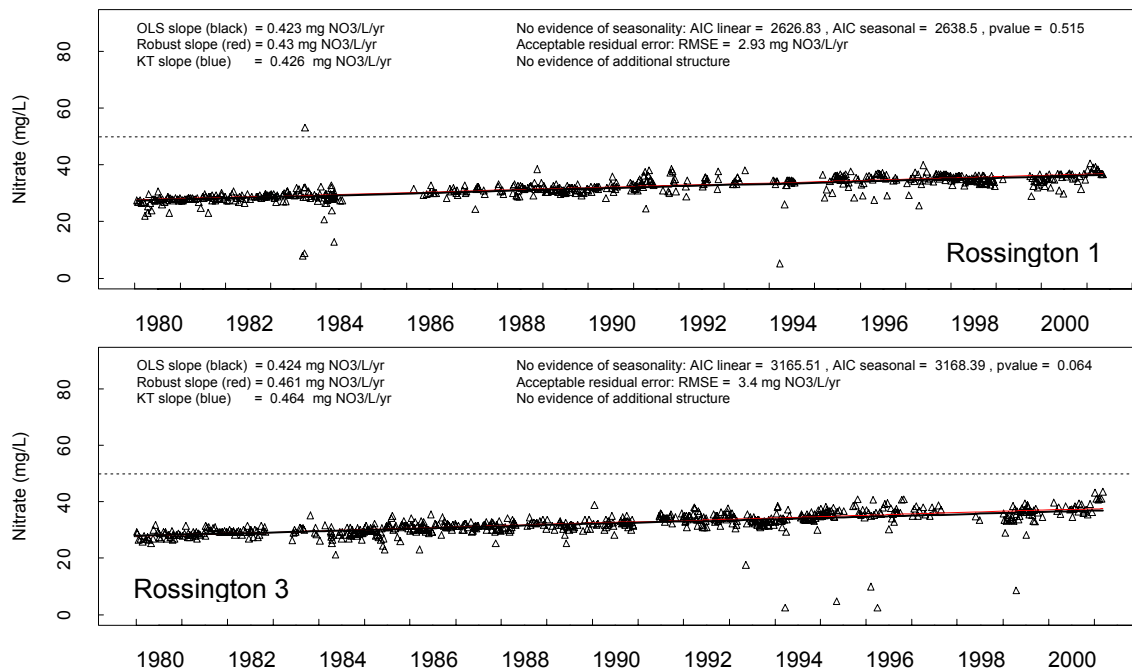 OLS slope (black) = 0.423 mg NO3/L/yr
Robust slope (red) = 0.43 mg NO3/L/yr
KT slope (blue) = 0.426 mg NO3/L/yr
No evidence of seasonality: AIC linear = 2626.83 , AIC seasonal = 2638.5 , pvalue = 0.515
Acceptable residual error: RMSE = 2.93 mg NO3/L/yr
No evidence of additional structure
Nitrate (mg/L)
80
60
40
20
0
Rossington 1
1980 1982 1984 1986 1988 1990 1992 1994 1996 1998 2000
OLS slope (black) = 0.424 mg NO3/L/yr
Robust slope (red) = 0.461 mg NO3/L/yr
KT slope (blue) = 0.464 mg NO3/L/yr
No evidence of seasonality: AIC linear = 3165.51 , AIC seasonal = 3168.39 , pvalue = 0.064
Acceptable residual error: RMSE = 3.4 mg NO3/L/yr
No evidence of additional structure
Nitrate (mg/L)
80
60
40
20
0
Rossington 3
1980 1982 1984 1986 1988 1990 1992 1994 1996 1998 2000